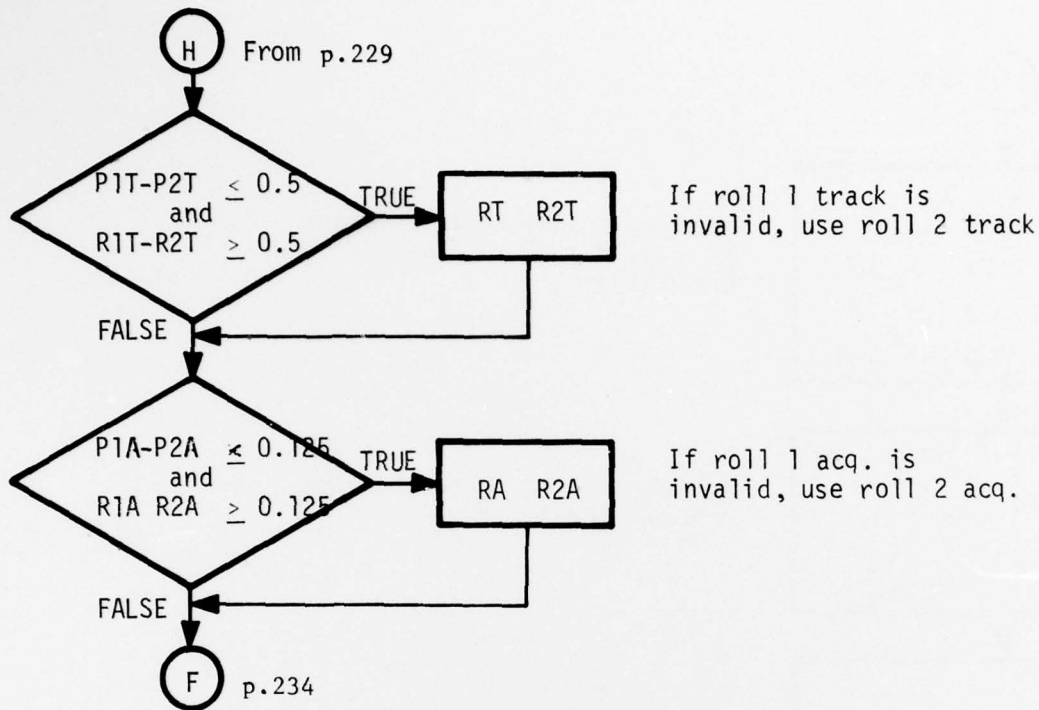 H From p.229
P1T-P2T ≤ 0.5
and
R1T-R2T ≥ 0.5
TRUE
RT R2T
If roll 1 track is
invalid, use roll 2 track
FALSE
P1A-P2A ≤ 0.125
and
R1A R2A ≥ 0.125
TRUE
RA R2A
If roll 1 acq. is
invalid, use roll 2 acq.
FALSE
F p.234